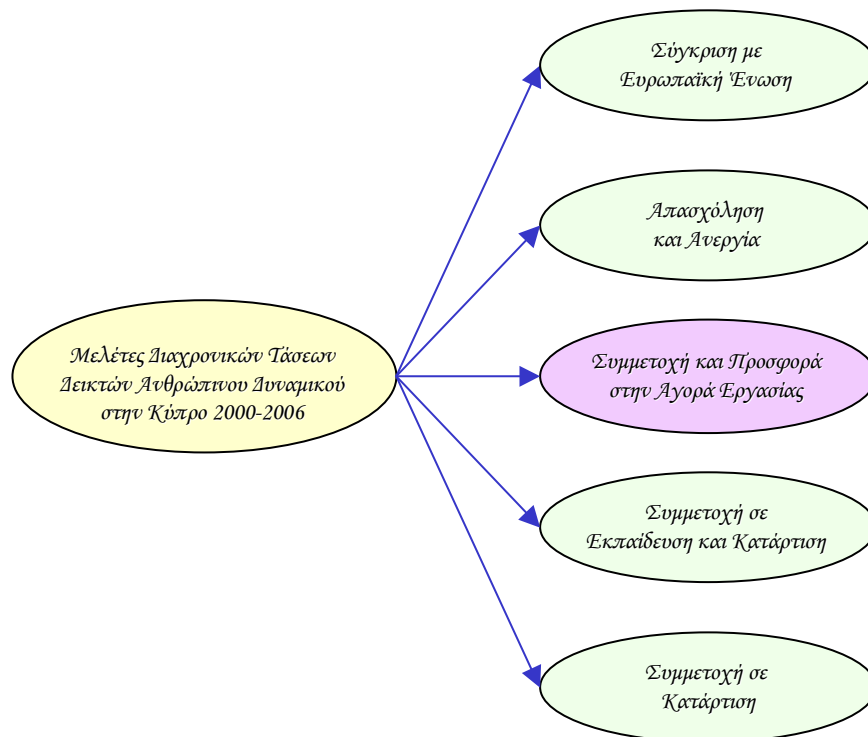 Σύγκριση με
Ευρωπαϊκή Ένωση
Απασχόληση
και Ανεργία
Μελέτες Διαχρονικών Τάσεων
Δεικτών Ανθρώπινου Δυναμικού
στην Κύπρο 2000-2006
Συμμετοχή και Προσφορά
στην Αγορά Εργασίας
Συμμετοχή σε
Εκπαίδευση και Κατάρτιση
Συμμετοχή σε
Κατάρτιση